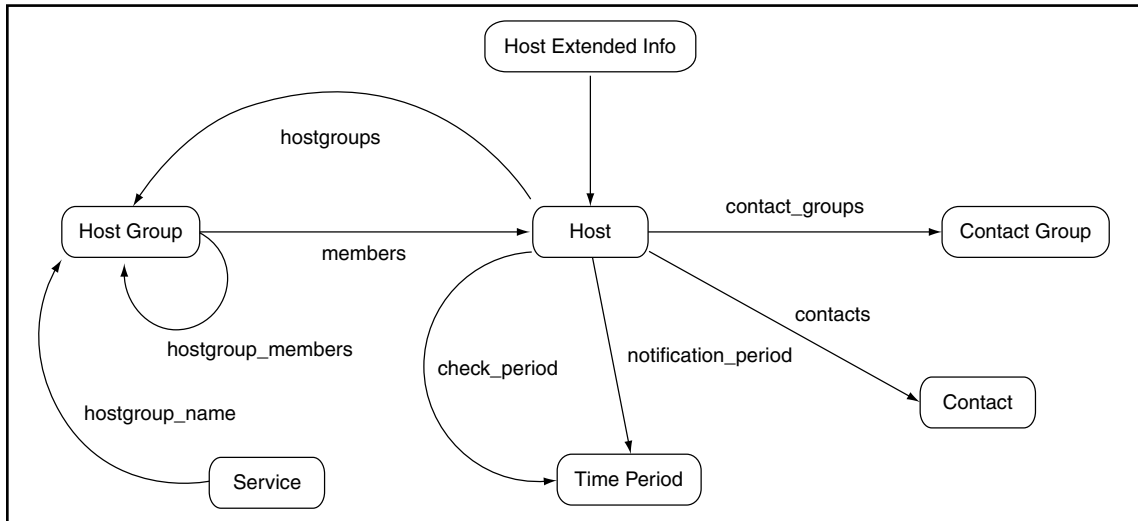 Host Extended Info
hostgroups
contact_groups
Host Group
Host
Contact Group
members
contacts
hostgroup_members
check_period
notification_period
hostgroup_name
Contact
Service
Time Period